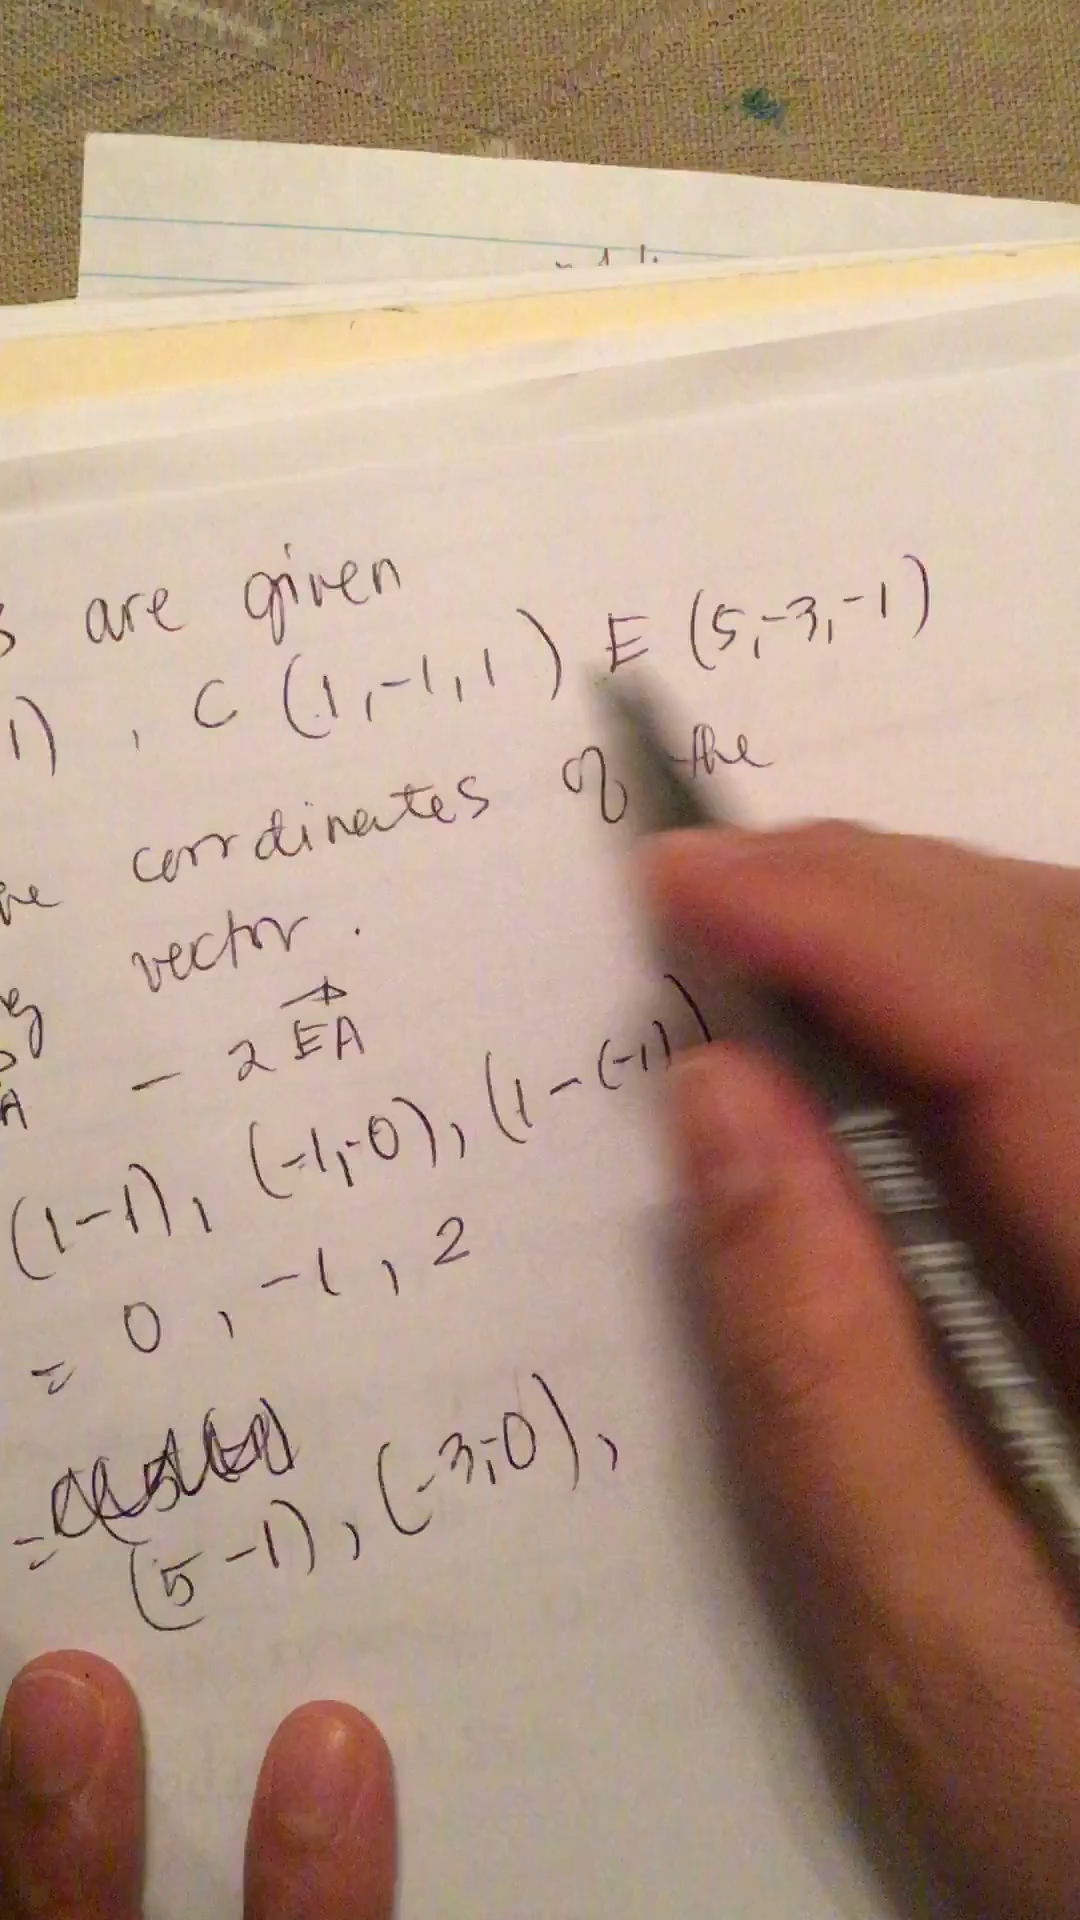 are given
1) , C (1,-1,1) E (5,-3,-1)
corrdinates of the
vector.
A - 2 EA
(1-1), (-1,-0), (1-(-1)
= 0, -1, 2
=
(5-1), (-3,-0),